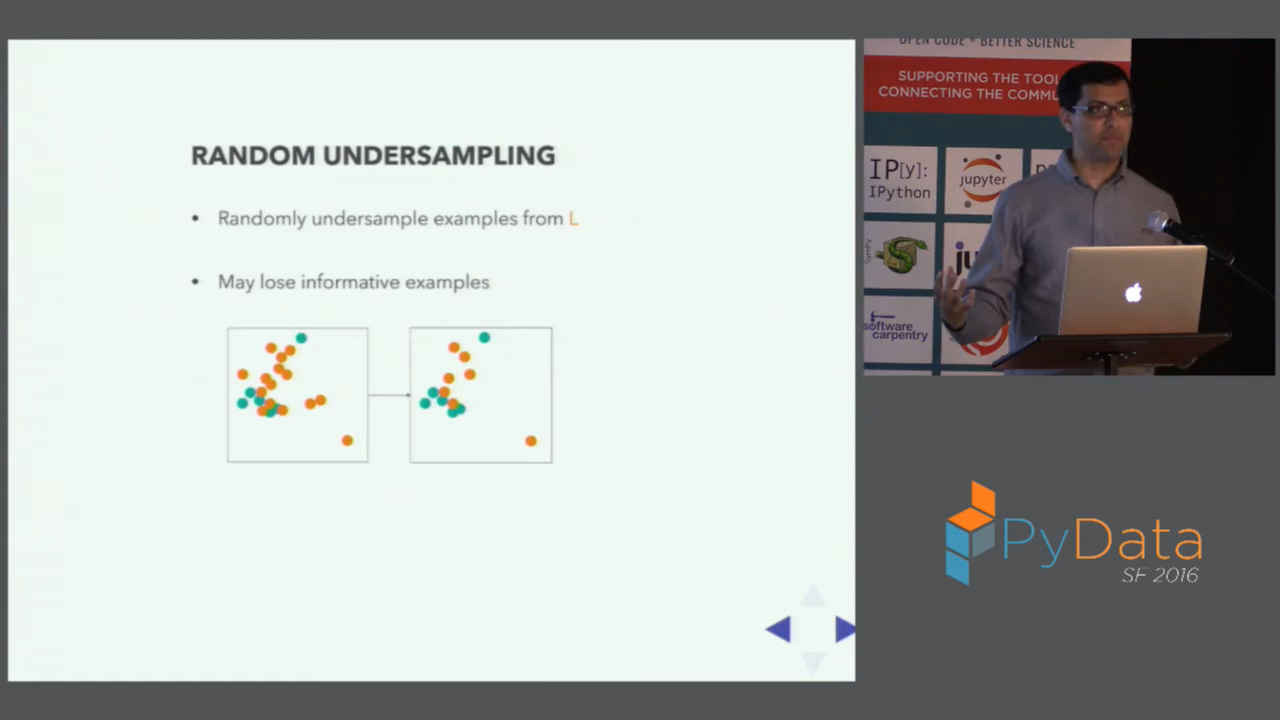 RANDOM UNDERSAMPLING
• Randomly undersample examples from L
• May lose informative examples
OPEN CODE * BETTER SCIENCE
SUPPORTING THE TOOL
CONNECTING THE COMMU
IP[y]:
IPython
jupyter
SymPy
software
carpentry
PyData
SF 2016